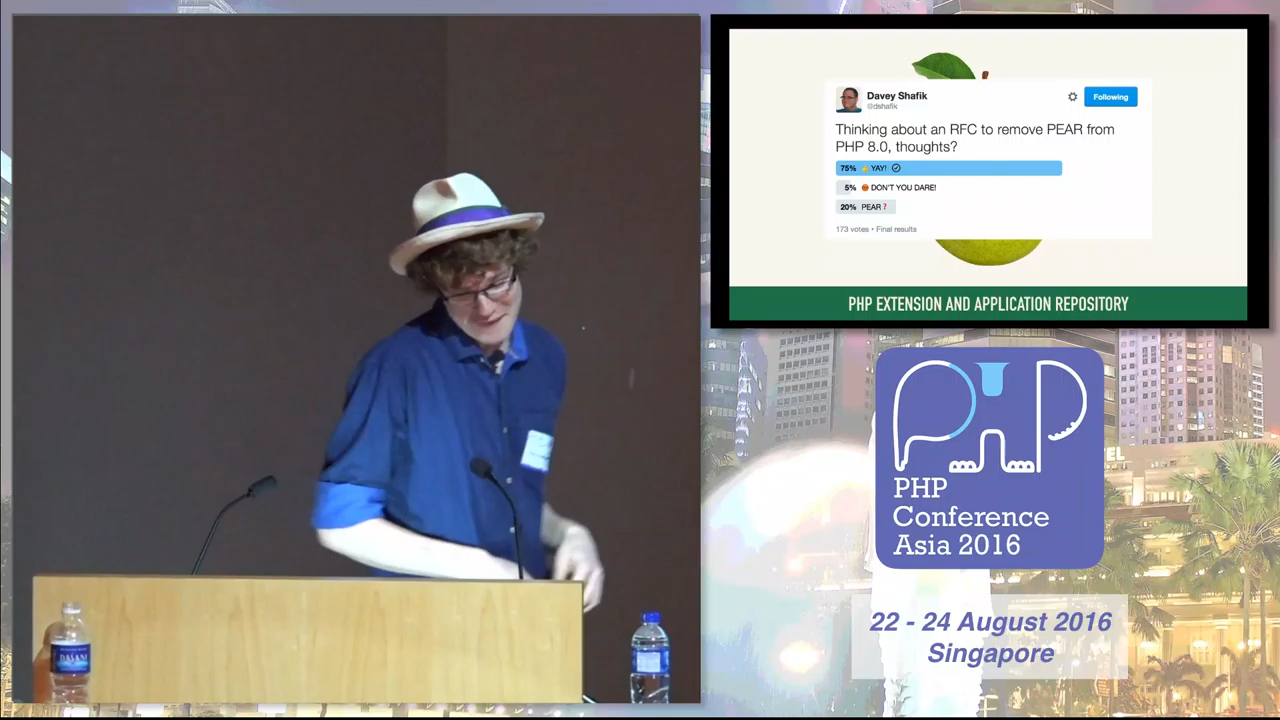 Davey Shafik
@dshafik
Following
Thinking about an RFC to remove PEAR from
PHP 8.0, thoughts?
75% 👍 YAY!
5% 😡 DON'T YOU DARE!
20% PEAR❓
173 votes • Final results
PHP EXTENSION AND APPLICATION REPOSITORY
PHP
PHP
Conference
Asia 2016
22 - 24 August 2016
Singapore
DASANI
EL